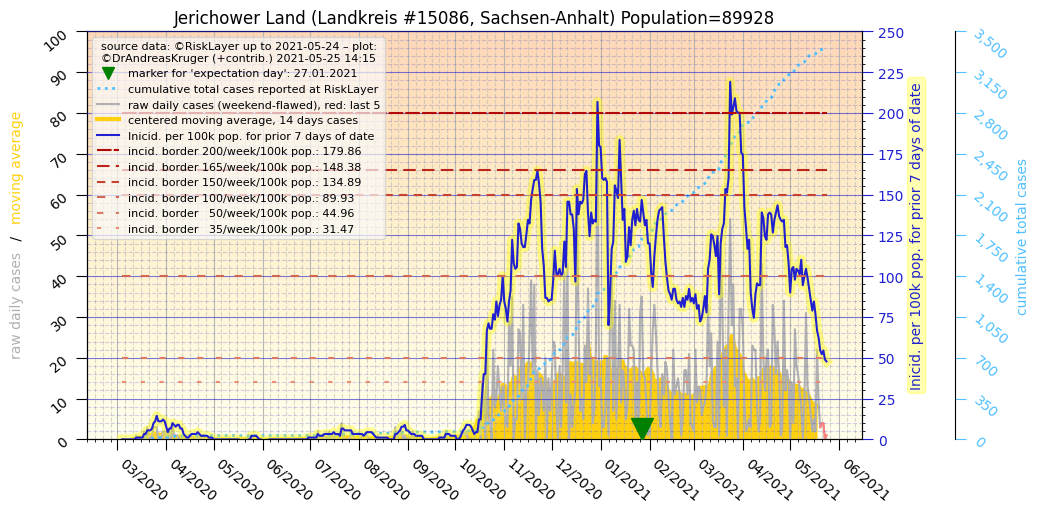 Jerichower Land (Landkreis #15086, Sachsen-Anhalt) Population=89928
source data: ©RiskLayer up to 2021-05-24 – plot:
©DrAndreasKruger (+contrib.) 2021-05-25 14:15
marker for 'expectation day': 27.01.2021
cumulative total cases reported at RiskLayer
raw daily cases (weekend-flawed), red: last 5
centered moving average, 14 days cases
Inicid. per 100k pop. for prior 7 days of date
incid. border 200/week/100k pop.: 179.86
incid. border 165/week/100k pop.: 148.38
incid. border 150/week/100k pop.: 134.89
incid. border 100/week/100k pop.: 89.93
incid. border 50/week/100k pop.: 44.96
incid. border 35/week/100k pop.: 31.47
raw daily cases / moving average
100
90
80
70
60
50
40
30
20
10
0
03/2020
04/2020
05/2020
06/2020
07/2020
08/2020
09/2020
10/2020
11/2020
12/2020
01/2021
02/2021
03/2021
04/2021
05/2021
06/2021
250
225
200
175
150
125
100
75
50
25
0
Inicid. per 100k pop. for prior 7 days of date
3,500
3,150
2,800
2,450
2,100
1,750
1,400
1,050
700
350
0
cumulative total cases